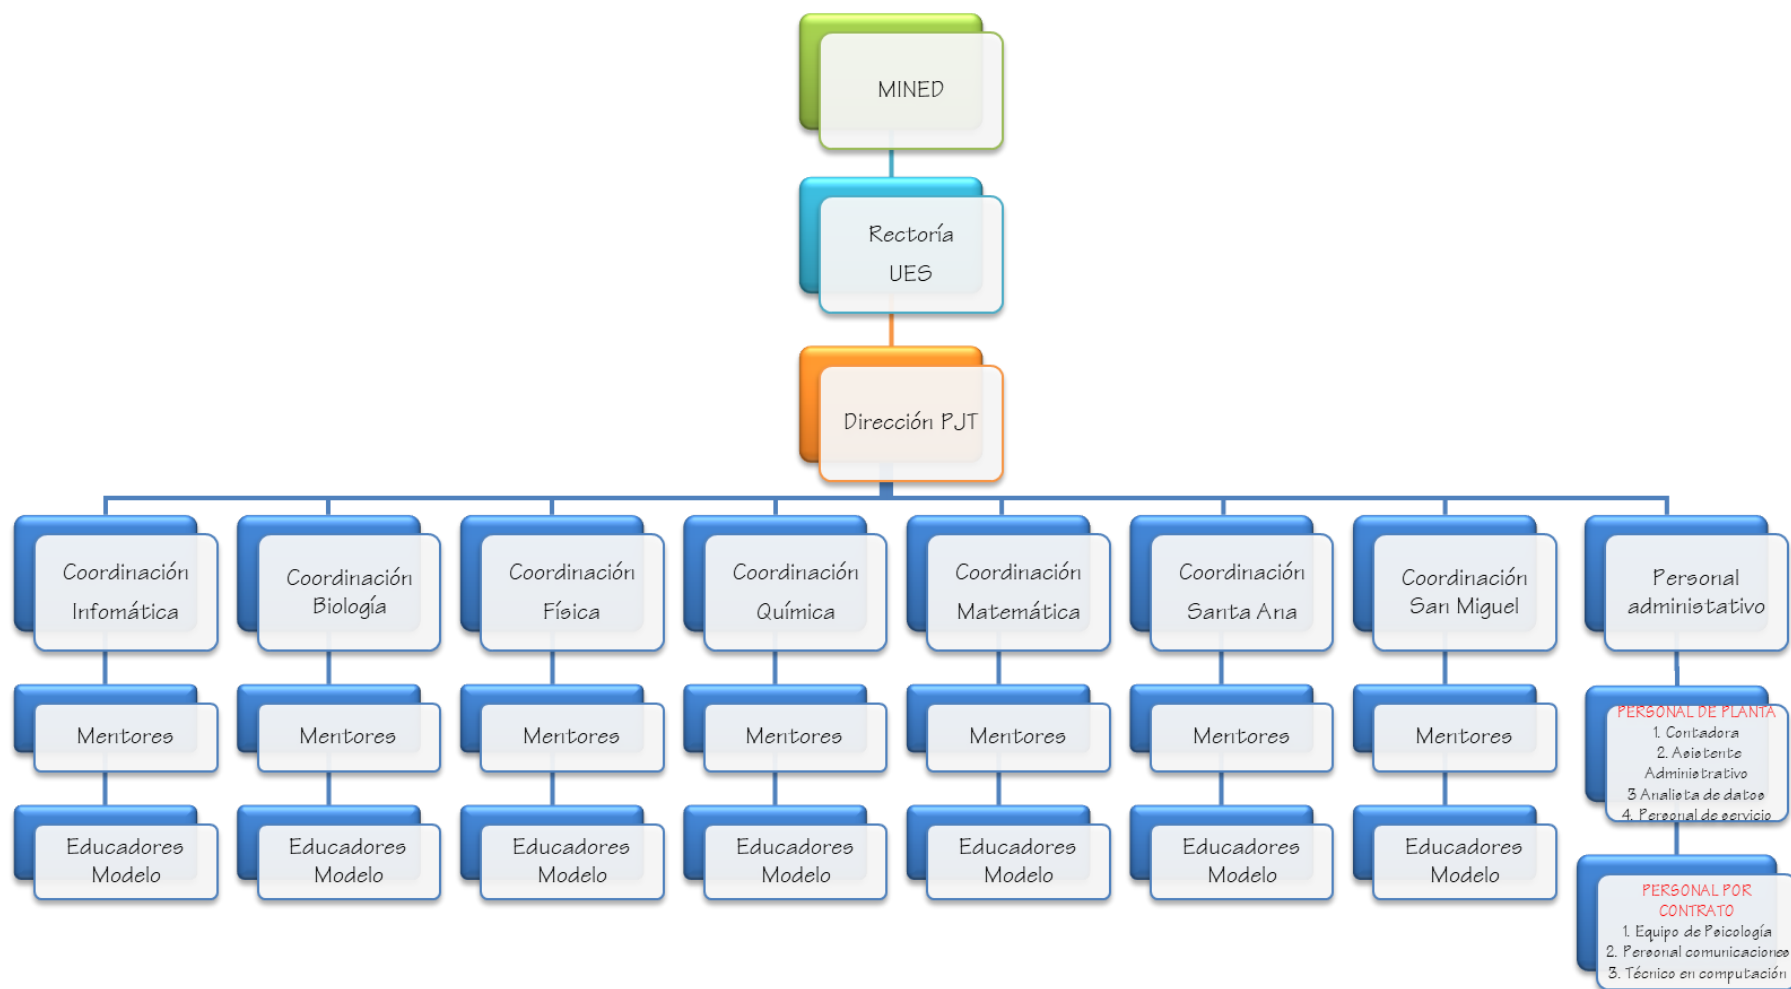 MINED
Rectoría
UES
Dirección PJT
Coordinación
Infomática
Coordinación
Biología
Coordinación
Física
Coordinación
Química
Coordinación
Matemática
Coordinación
Santa Ana
Coordinación
San Miguel
Personal
administativo
Mentores
Mentores
Mentores
Mentores
Mentores
Mentores
Mentores
PERSONAL DE PLANTA
1. Contadora
2. Asistente
Administrativo
3 Analista de datos
4. Personal de servicio
Educadores
Modelo
Educadores
Modelo
Educadores
Modelo
Educadores
Modelo
Educadores
Modelo
Educadores
Modelo
Educadores
Modelo
PERSONAL POR
CONTRATO
1. Equipo de Psicología
2. Personal comunicaciones
3. Técnico en computación